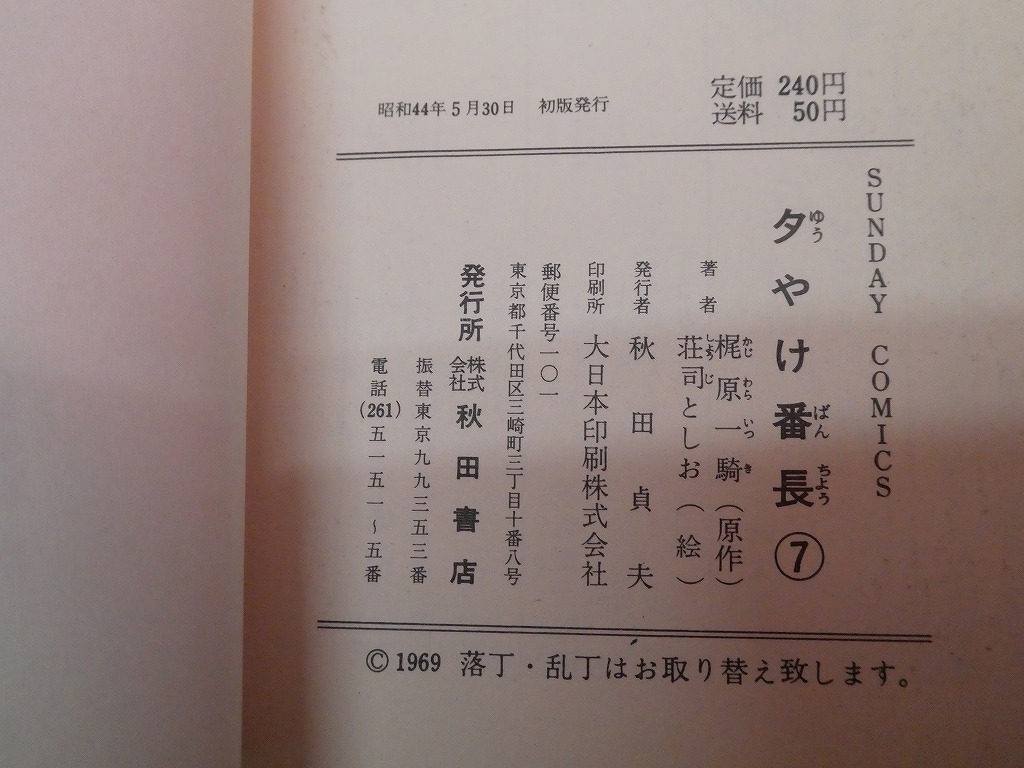 定価 240円
送料 50円
昭和44年5月30日 初版発行
SUNDAY COMICS
夕やけ番長⑦
ゆう
ばんちよう
著者
梶原一騎(原作)
かじわらいつき
荘司としお(絵)
しようじ
発行者 秋田貞夫
印刷所 大日本印刷株式会社
郵便番号一〇一
東京都千代田区三崎町三丁目十番八号
発行所 株式会社 秋田書店
振替東京九九三五三番
電話(261)五一五一~五番
© 1969 落丁・乱丁はお取り替え致します。